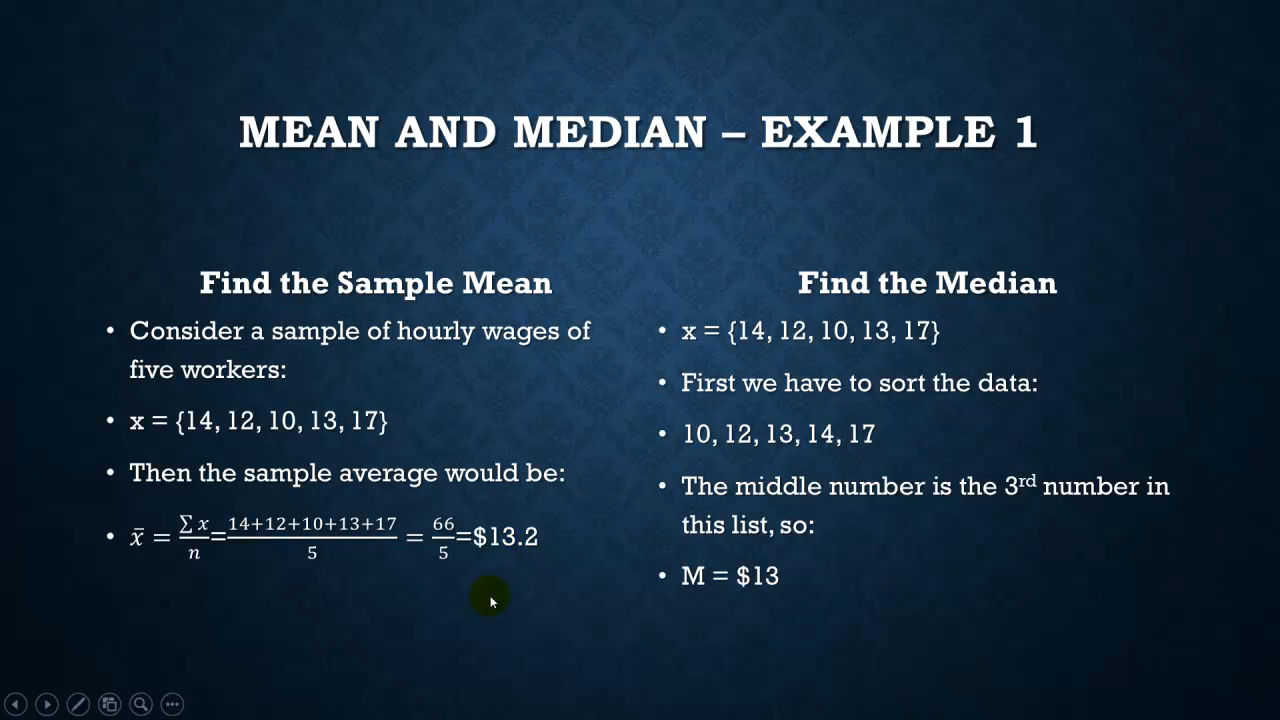 MEAN AND MEDIAN – EXAMPLE 1
Find the Sample Mean
• Consider a sample of hourly wages of
five workers:
• x = {14, 12, 10, 13, 17}
• Then the sample average would be:
• x̄ = ∑x/n=14+12+10+13+17/5 = 66/5=$13.2
Find the Median
• x = {14, 12, 10, 13, 17}
• First we have to sort the data:
• 10, 12, 13, 14, 17
• The middle number is the 3rd number in
this list, so:
• M = $13